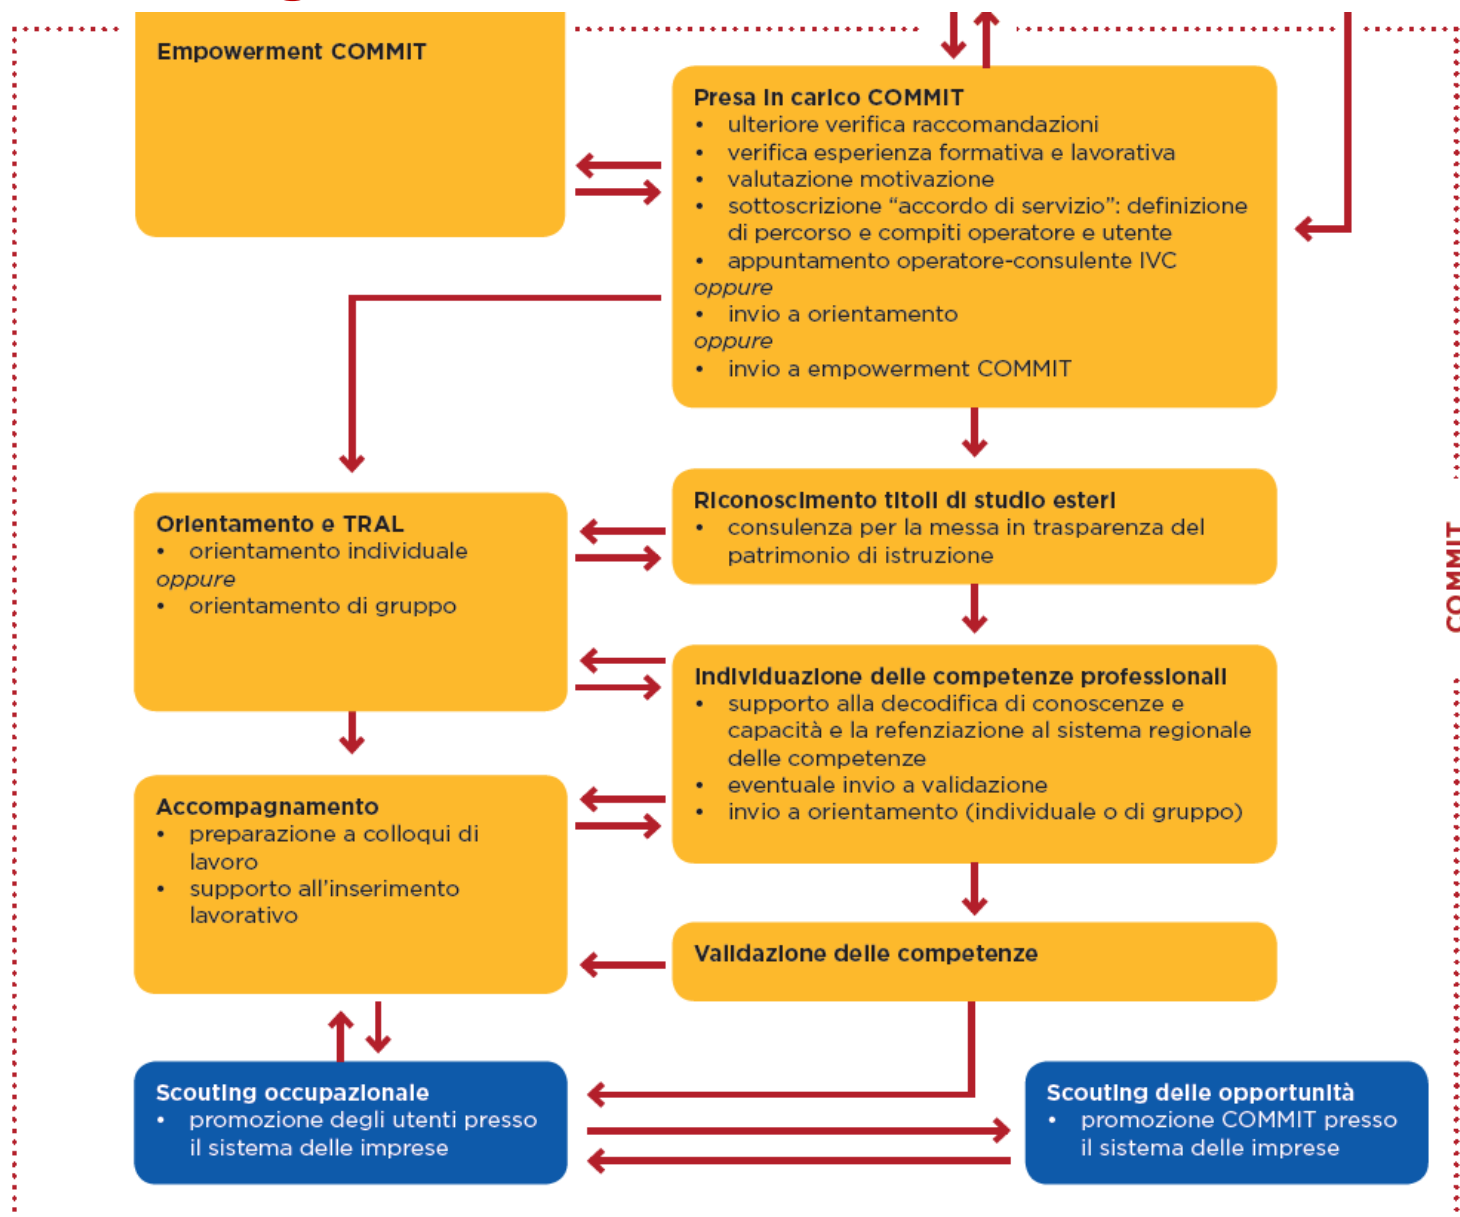 Empowerment COMMIT
Presa in carico COMMIT
• ulteriore verifica raccomandazioni
• verifica esperienza formativa e lavorativa
• valutazione motivazione
• sottoscrizione “accordo di servizio”: definizione
di percorso e compiti operatore e utente
• appuntamento operatore-consulente IVC
oppure
• invio a orientamento
oppure
• invio a empowerment COMMIT
Orientamento e TRAL
• orientamento individuale
oppure
• orientamento di gruppo
Riconoscimento titoli di studio esteri
• consulenza per la messa in trasparenza del
patrimonio di istruzione
Individuazione delle competenze professionali
• supporto alla decodifica di conoscenze e
capacità e la refenziazione al sistema regionale
delle competenze
• eventuale invio a validazione
• invio a orientamento (individuale o di gruppo)
Accompagnamento
• preparazione a colloqui di
lavoro
• supporto all’inserimento
lavorativo
Validazione delle competenze
Scouting occupazionale
• promozione degli utenti presso
il sistema delle imprese
Scouting delle opportunità
• promozione COMMIT presso
il sistema delle imprese
COMMIT